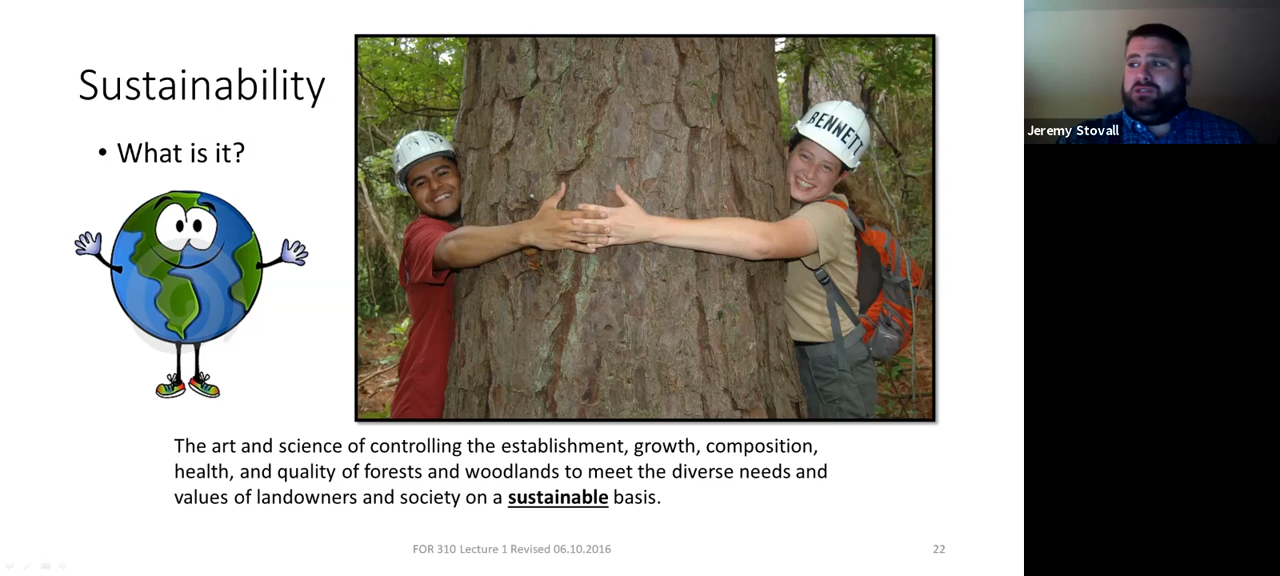 Sustainability
• What is it?
BENNETT
Jeremy Stovall
The art and science of controlling the establishment, growth, composition,
health, and quality of forests and woodlands to meet the diverse needs and
values of landowners and society on a sustainable basis.
FOR 310 Lecture 1 Revised 06.10.2016
22